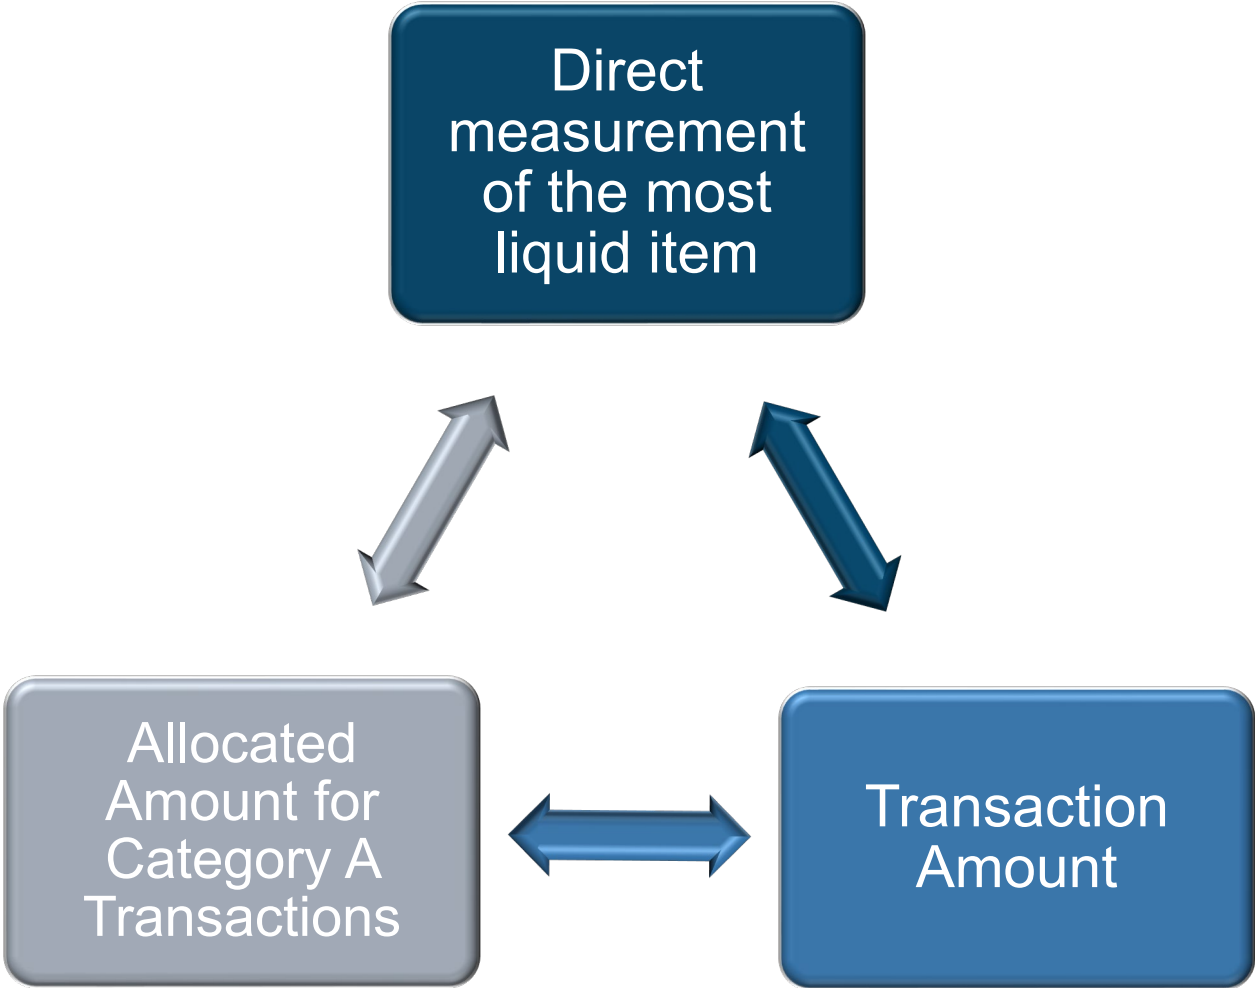 Direct
measurement
of the most
liquid item
Allocated
Amount for
Category A
Transactions
Transaction
Amount